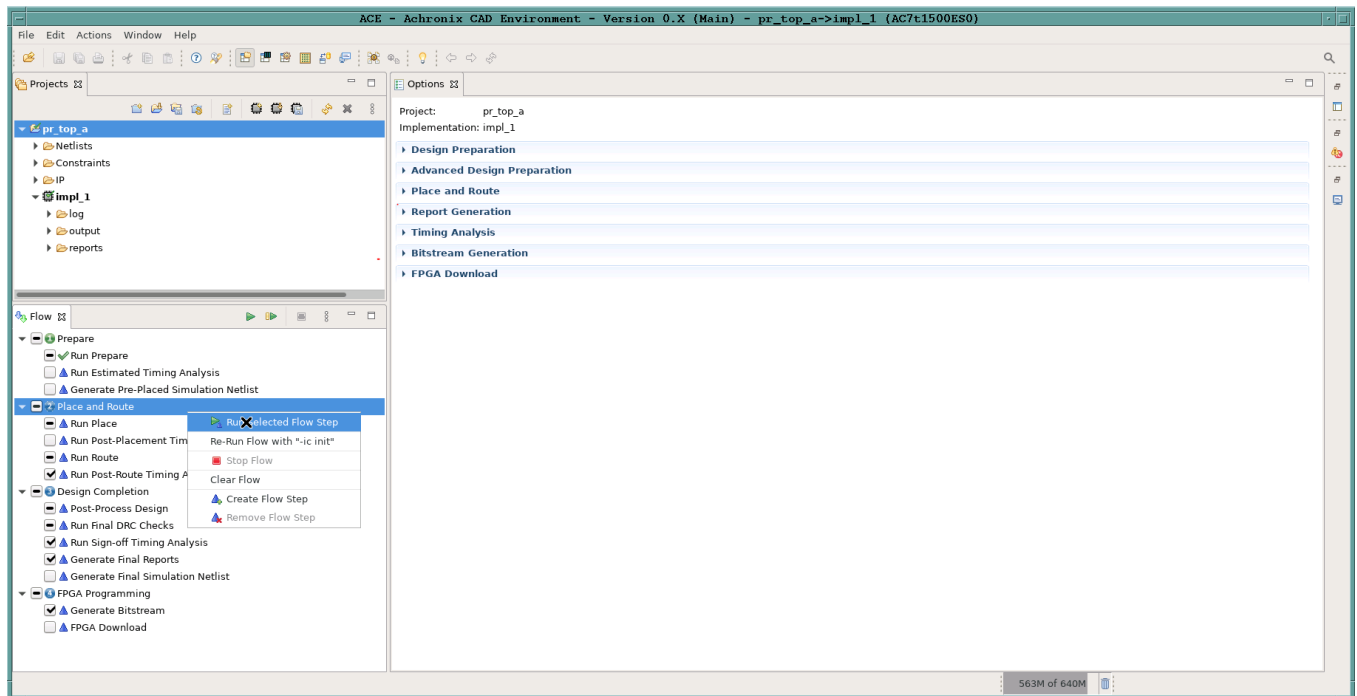 ACE - Achronix CAD Environment - Version 0.X (Main) - pr_top_a->impl_1 (AC7t1500ES0)
File Edit Actions Window Help
Projects
pr_top_a
Netlists
Constraints
IP
impl_1
log
output
reports
Options
Project: pr_top_a
Implementation: impl_1
Design Preparation
Advanced Design Preparation
Place and Route
Report Generation
Timing Analysis
Bitstream Generation
FPGA Download
Flow
1 Prepare
Run Prepare
Run Estimated Timing Analysis
Generate Pre-Placed Simulation Netlist
2 Place and Route
Run Place
Run Post-Placement Tim
Run Route
Run Post-Route Timing A
3 Design Completion
Post-Process Design
Run Final DRC Checks
Run Sign-off Timing Analysis
Generate Final Reports
Generate Final Simulation Netlist
4 FPGA Programming
Generate Bitstream
FPGA Download
Selected Flow Step
Re-Run Flow with "-ic init"
Stop Flow
Clear Flow
Create Flow Step
Remove Flow Step
563M of 640M